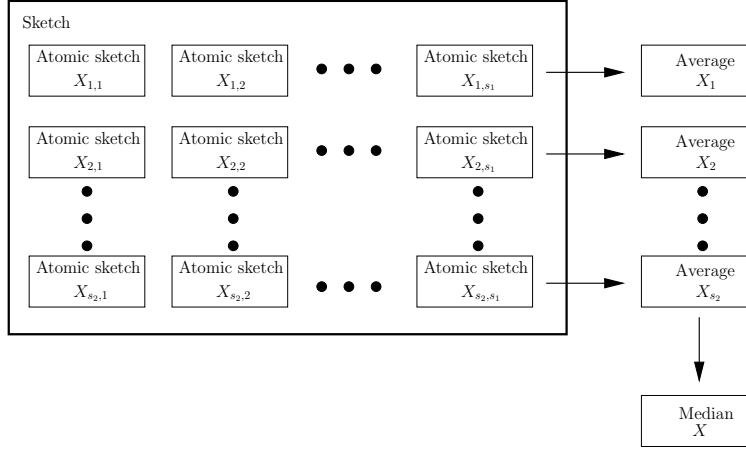 Sketch
Atomic sketch Atomic sketch Atomic sketch Average
X_{1,1} X_{1,2} X_{1,s_1} X_1
Atomic sketch Atomic sketch Atomic sketch Average
X_{2,1} X_{2,2} X_{2,s_1} X_2
Atomic sketch Atomic sketch Atomic sketch Average
X_{s_2,1} X_{s_2,2} X_{s_2,s_1} X_{s_2}
Median
X